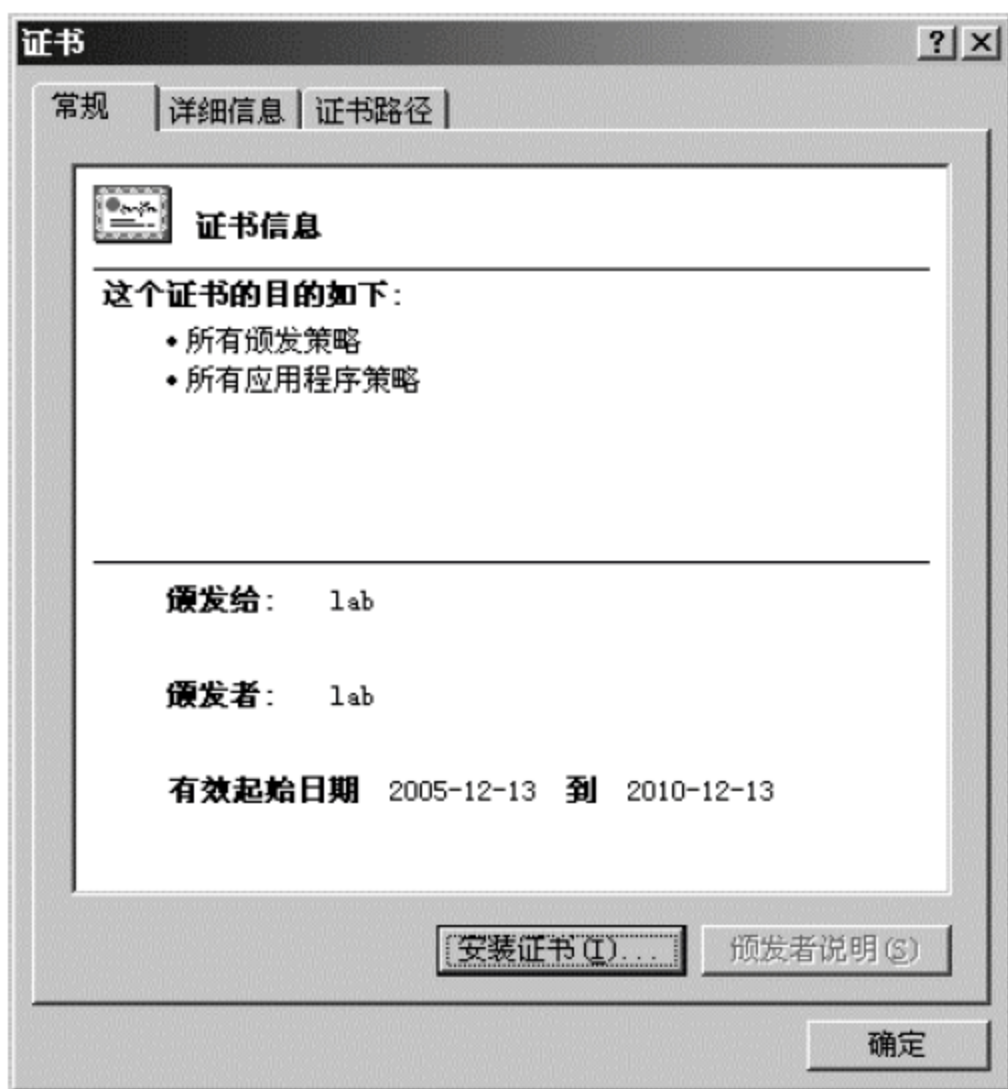 证书
常规 详细信息 证书路径
证书信息
这个证书的目的如下:
•所有颁发策略
•所有应用程序策略
颁发给: lab
颁发者: lab
有效起始日期 2005-12-13 到 2010-12-13
安装证书(I)... 颁发者说明(S)
确定